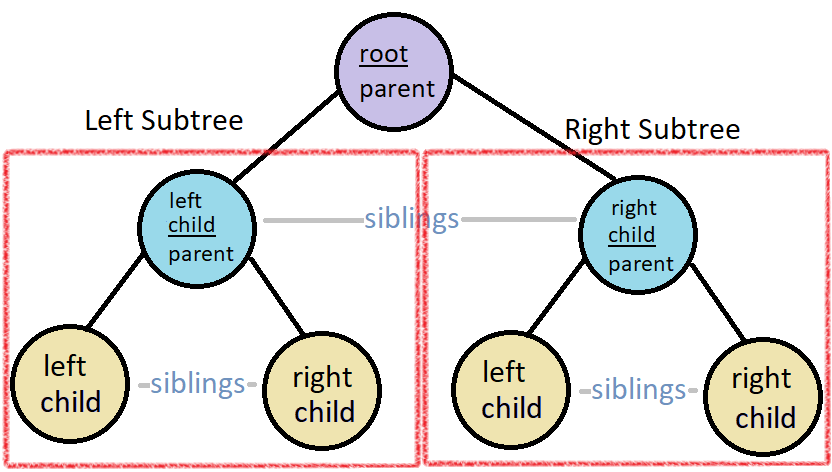 root
parent
Left Subtree
Right Subtree
left
child
parent
siblings
right
child
parent
left
child
siblings
right
child
left
child
siblings
right
child